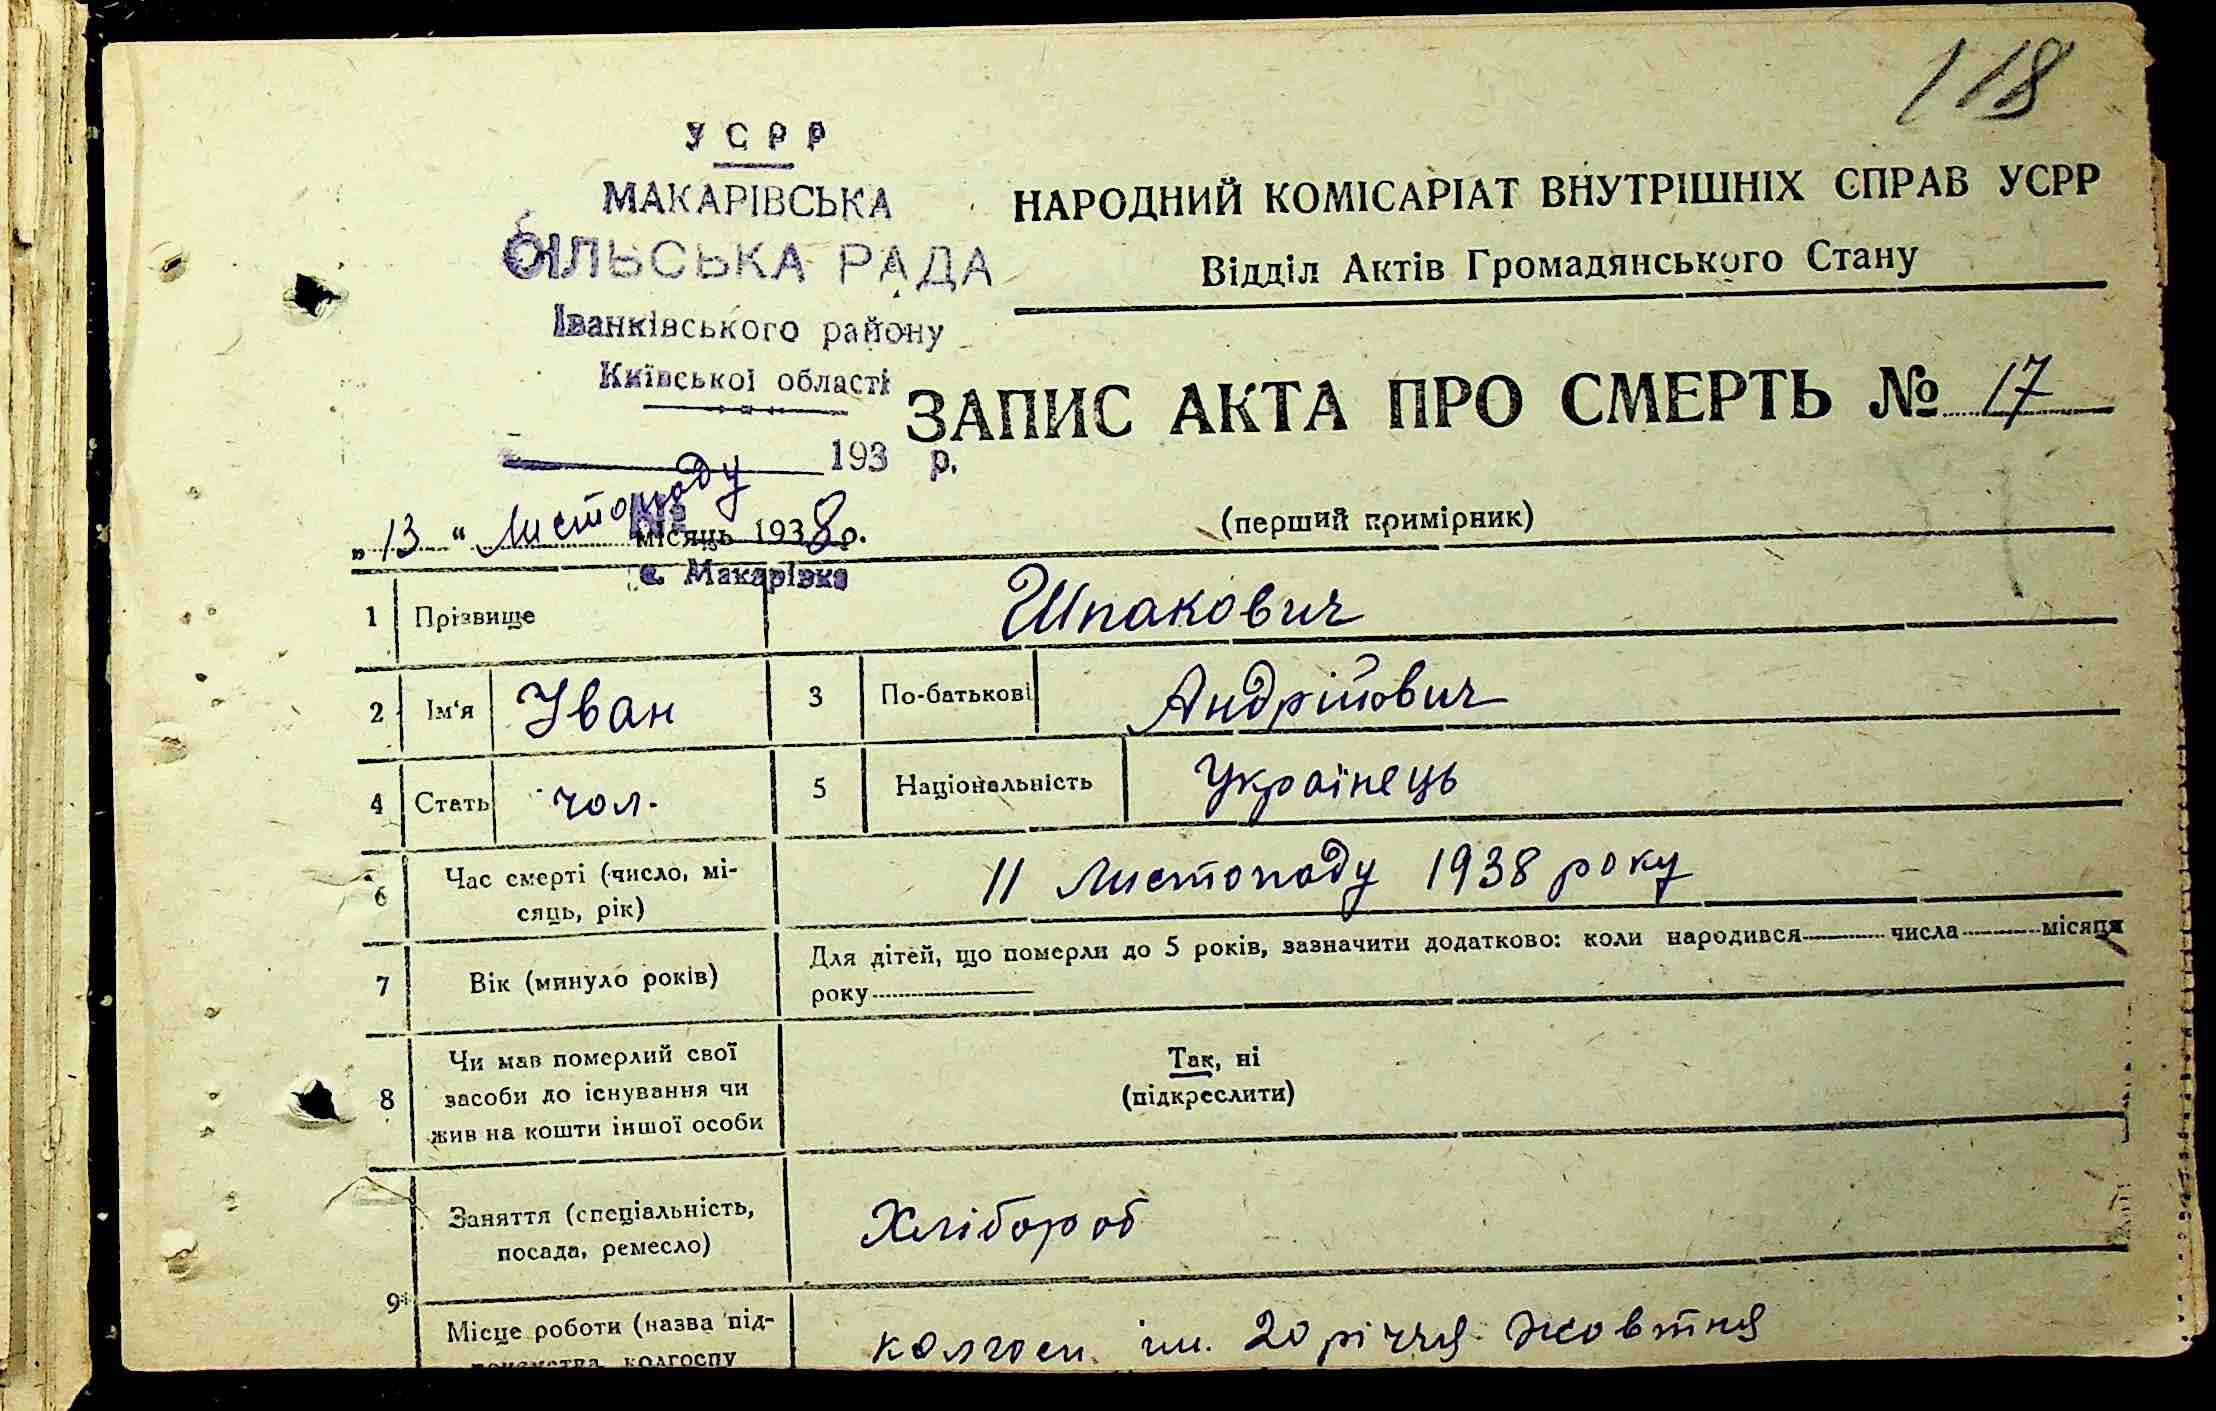 118
УСРР
МАКАРІВСЬКА
СІЛЬСЬКА РАДА
Іванківського району
Київської області
193 р.
№
с. Макарівка
НАРОДНИЙ КОМІСАРІАТ ВНУТРІШНІХ СПРАВ УСРР
Відділ Актів Громадянського Стану
ЗАПИС АКТА ПРО СМЕРТЬ № 17
(перший примірник)
„13“ Листопаду місяць 1938 р.
1 Прізвище Шпакович
2 Ім‘я Іван 3 По-батькові Андрійович
4 Стать чол. 5 Національність Українець
6 Час смерті (число, мі-
сяць, рік) 11 Листопаду 1938 року
7 Вік (минуло років) Для дітей, що померли до 5 років, зазначити додатково: коли народився числа місяця
року
8 Чи мав померлий свої
засоби до існування чи
жив на кошти іншої особи
Так, ні
(підкреслити)
9 Заняття (спеціальність,
посада, ремесло) Хлібороб
Місце роботи (назва під-
приємства, колгоспу колгосп ім. 20 річчя Жовтня